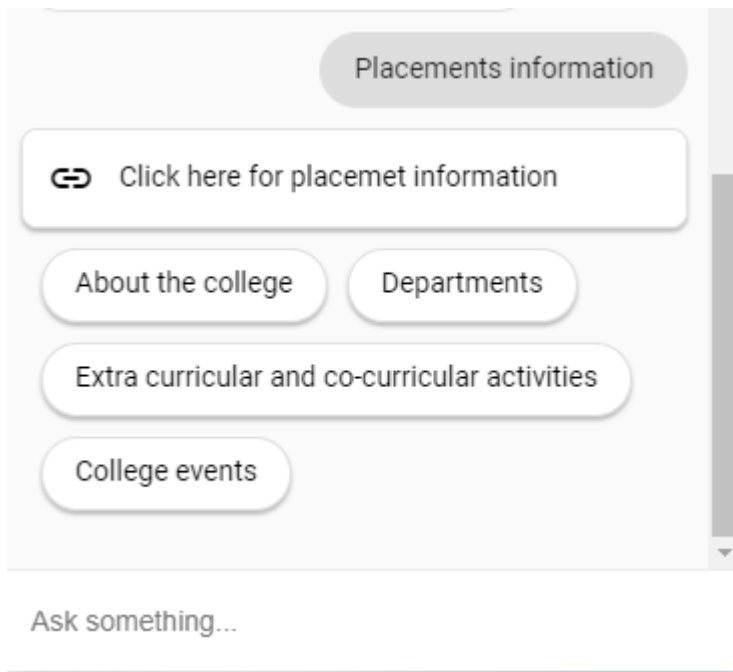 Placements information
Click here for placemet information
About the college
Departments
Extra curricular and co-curricular activities
College events
Ask something...